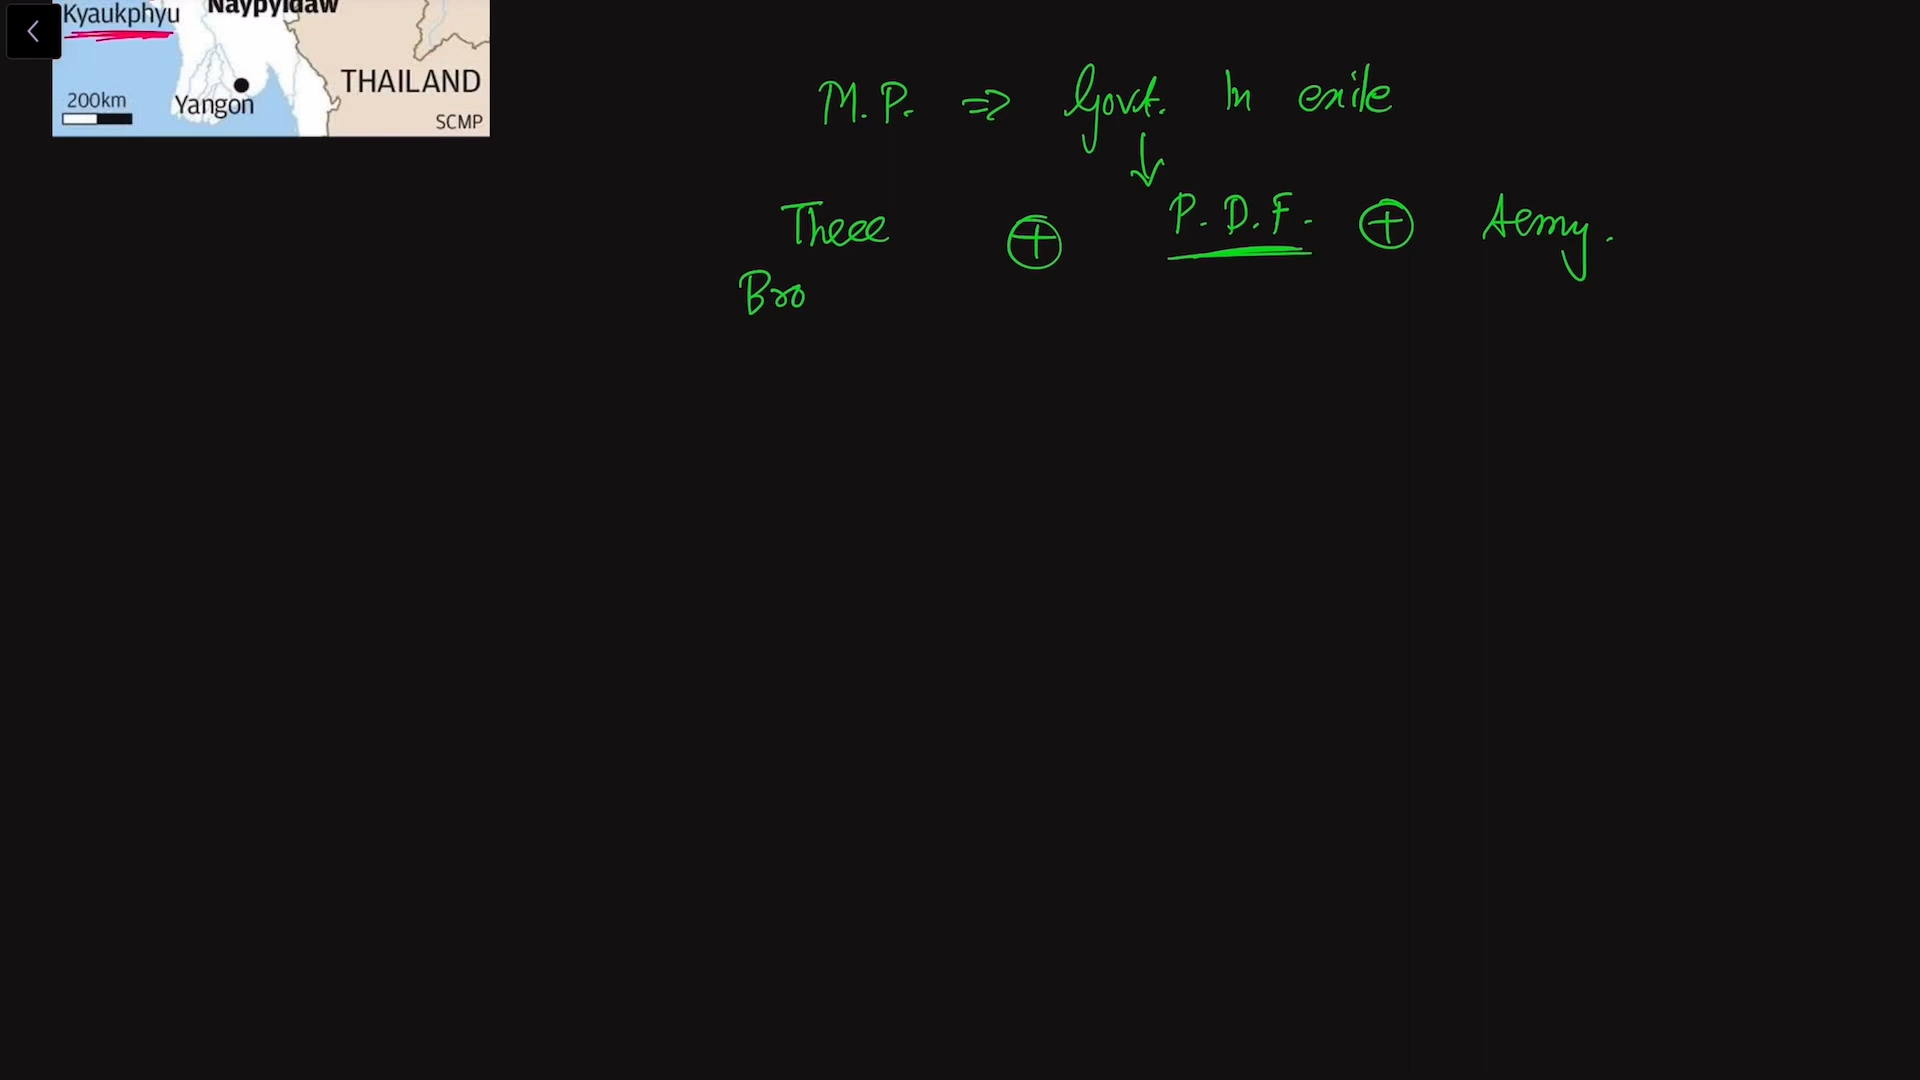 Kyaukphyu
Naypyidaw
THAILAND
200km
Yangon
SCMP
M.P. ⇒ Govt. In exile
↓
Three ⊕ P.D.F. ⊕ Army.
Bro